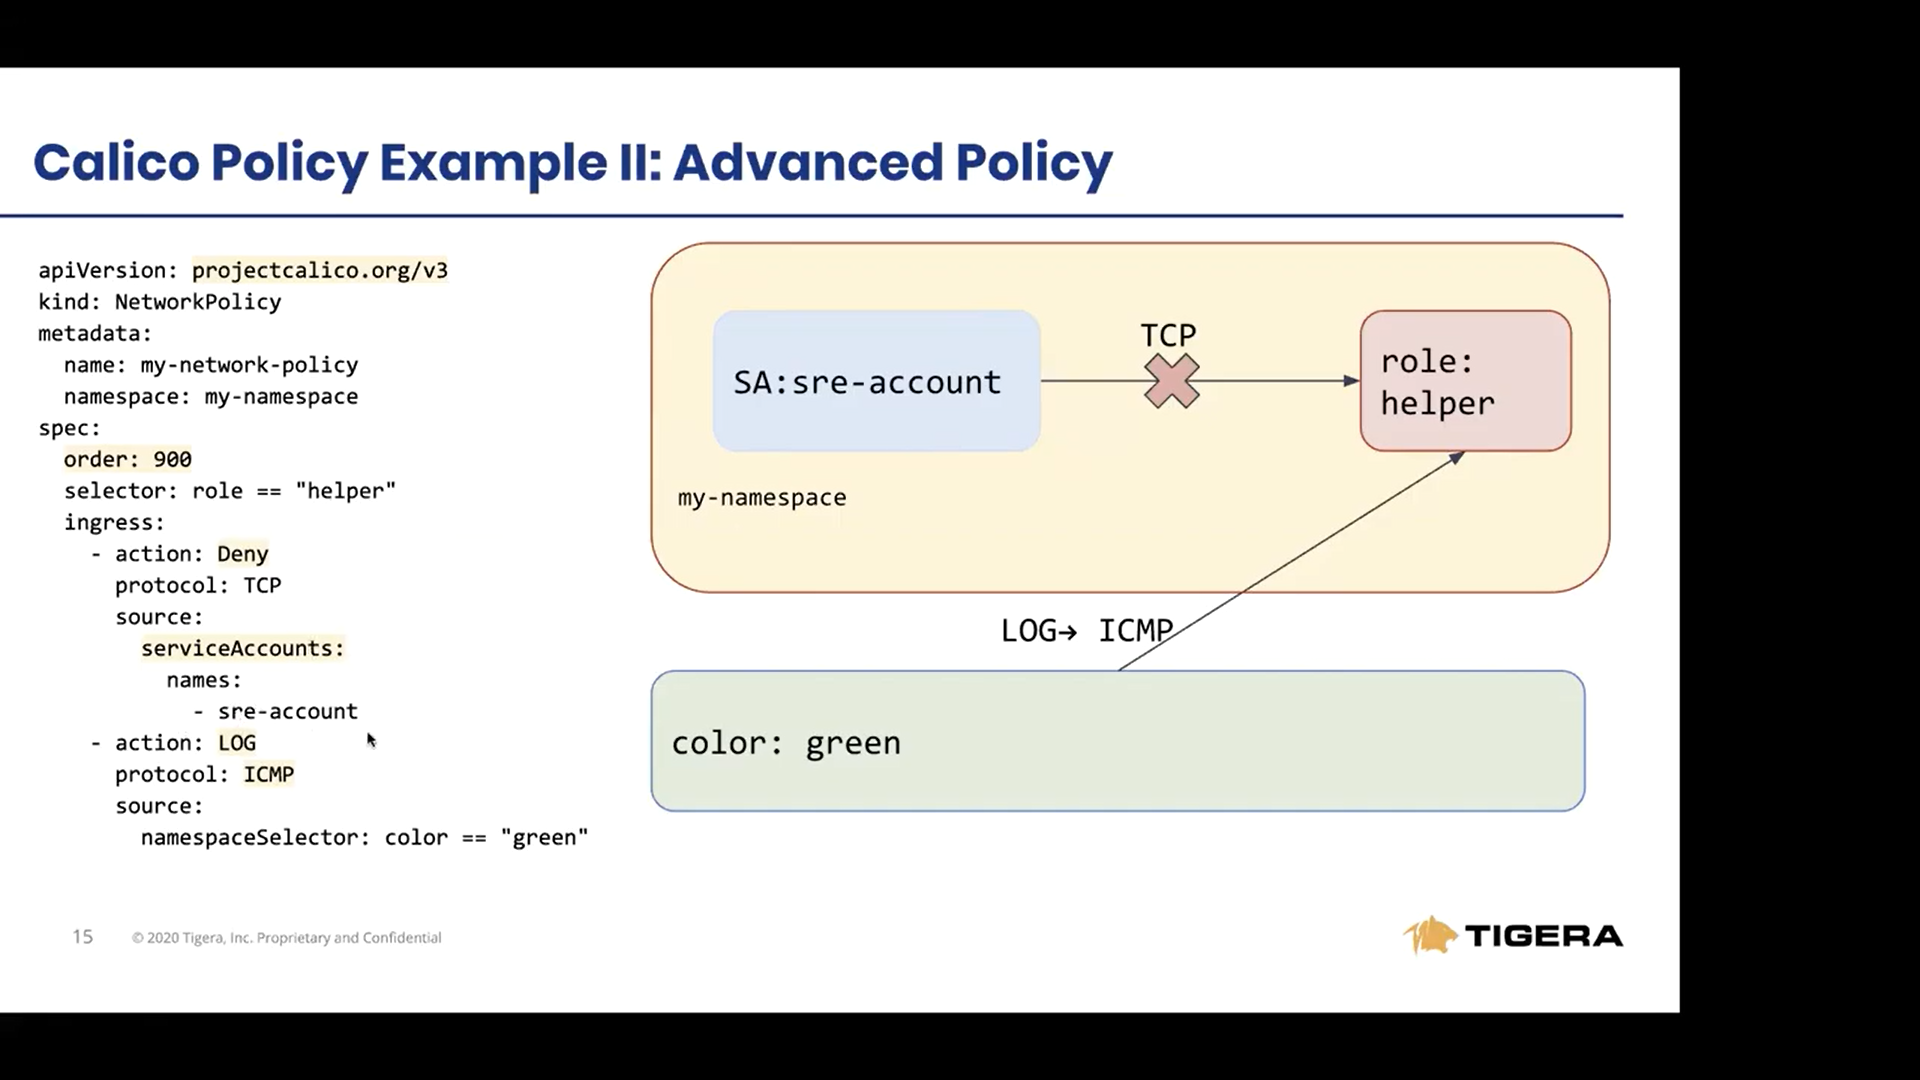 Calico Policy Example II: Advanced Policy
apiVersion: projectcalico.org/v3
kind: NetworkPolicy
metadata:
  name: my-network-policy
  namespace: my-namespace
spec:
  order: 900
  selector: role == "helper"
  ingress:
    - action: Deny
      protocol: TCP
      source:
        serviceAccounts:
          names:
            - sre-account
    - action: LOG
      protocol: ICMP
      source:
        namespaceSelector: color == "green"
SA:sre-account
TCP
role:
helper
my-namespace
LOG→ ICMP
color: green
15
© 2020 Tigera, Inc. Proprietary and Confidential
TIGERA